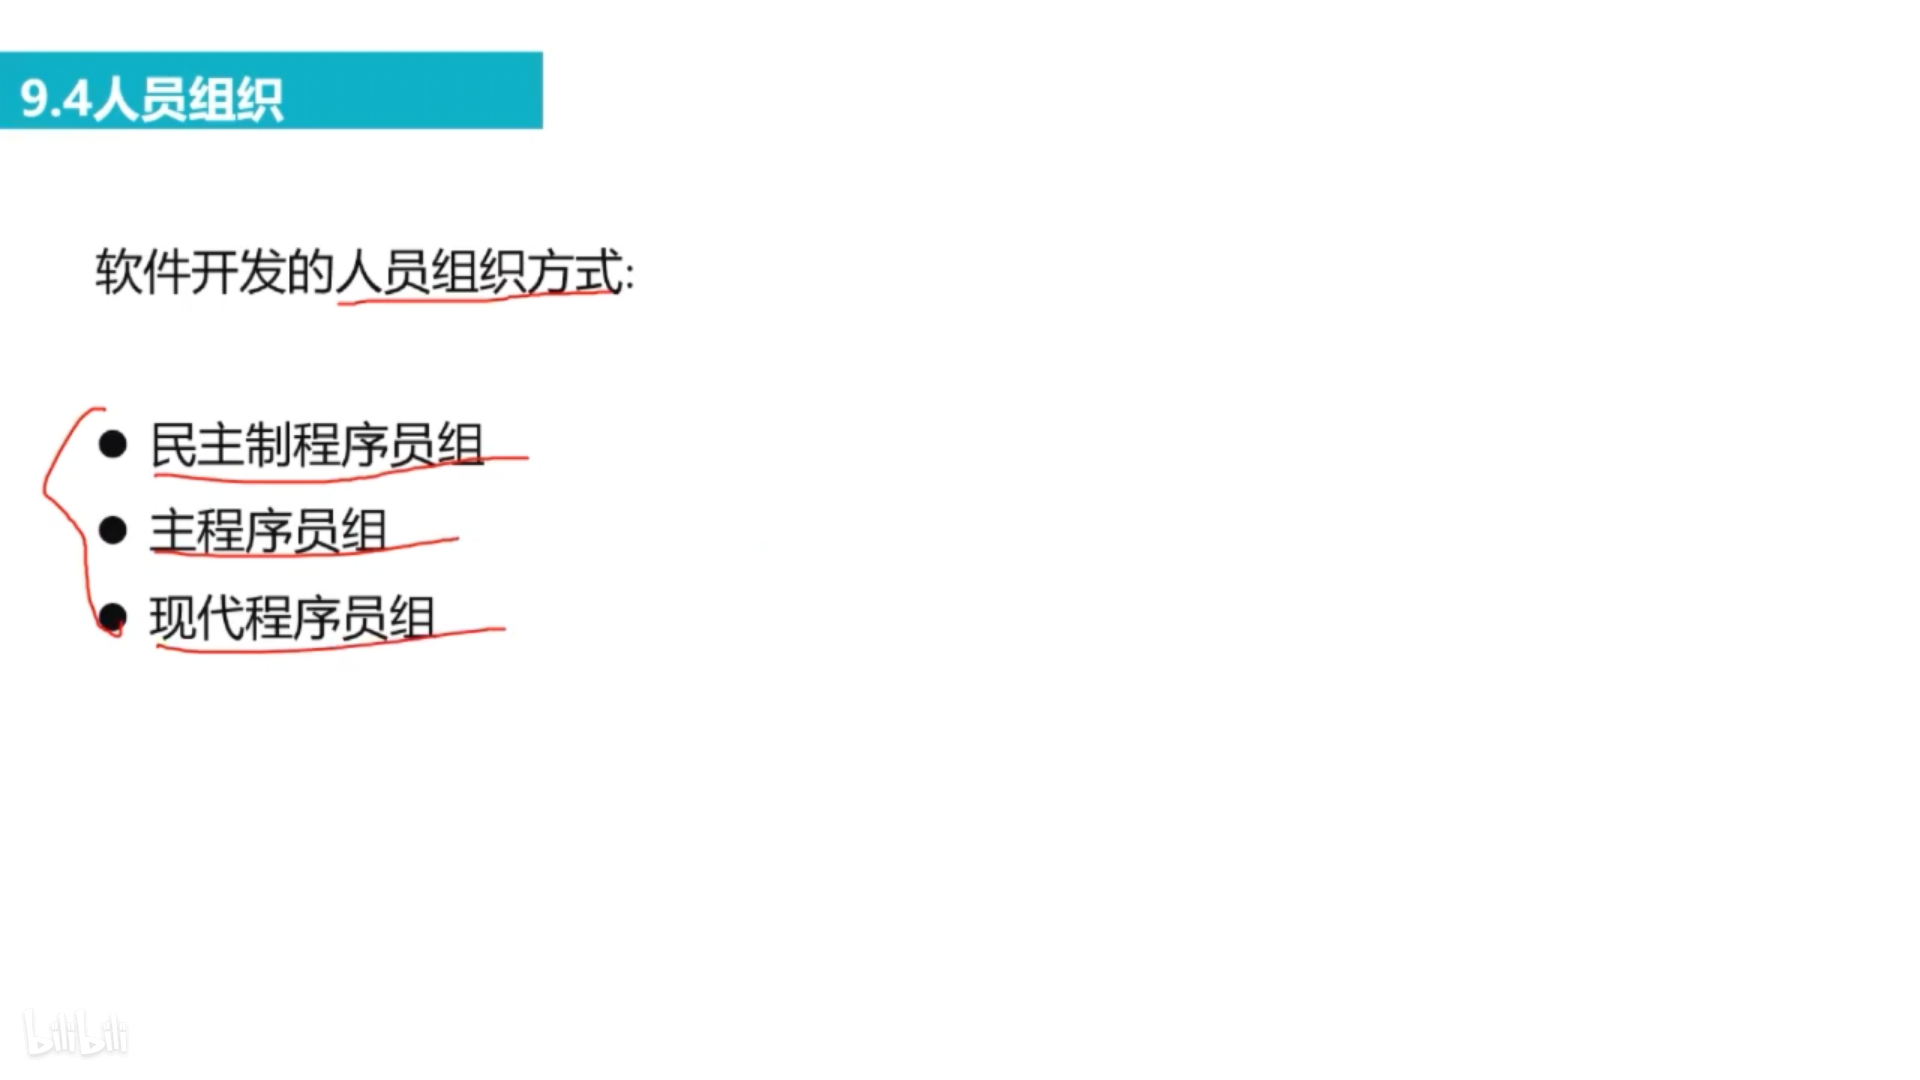 9.4人员组织
软件开发的人员组织方式:
● 民主制程序员组
● 主程序员组
● 现代程序员组
bilibili